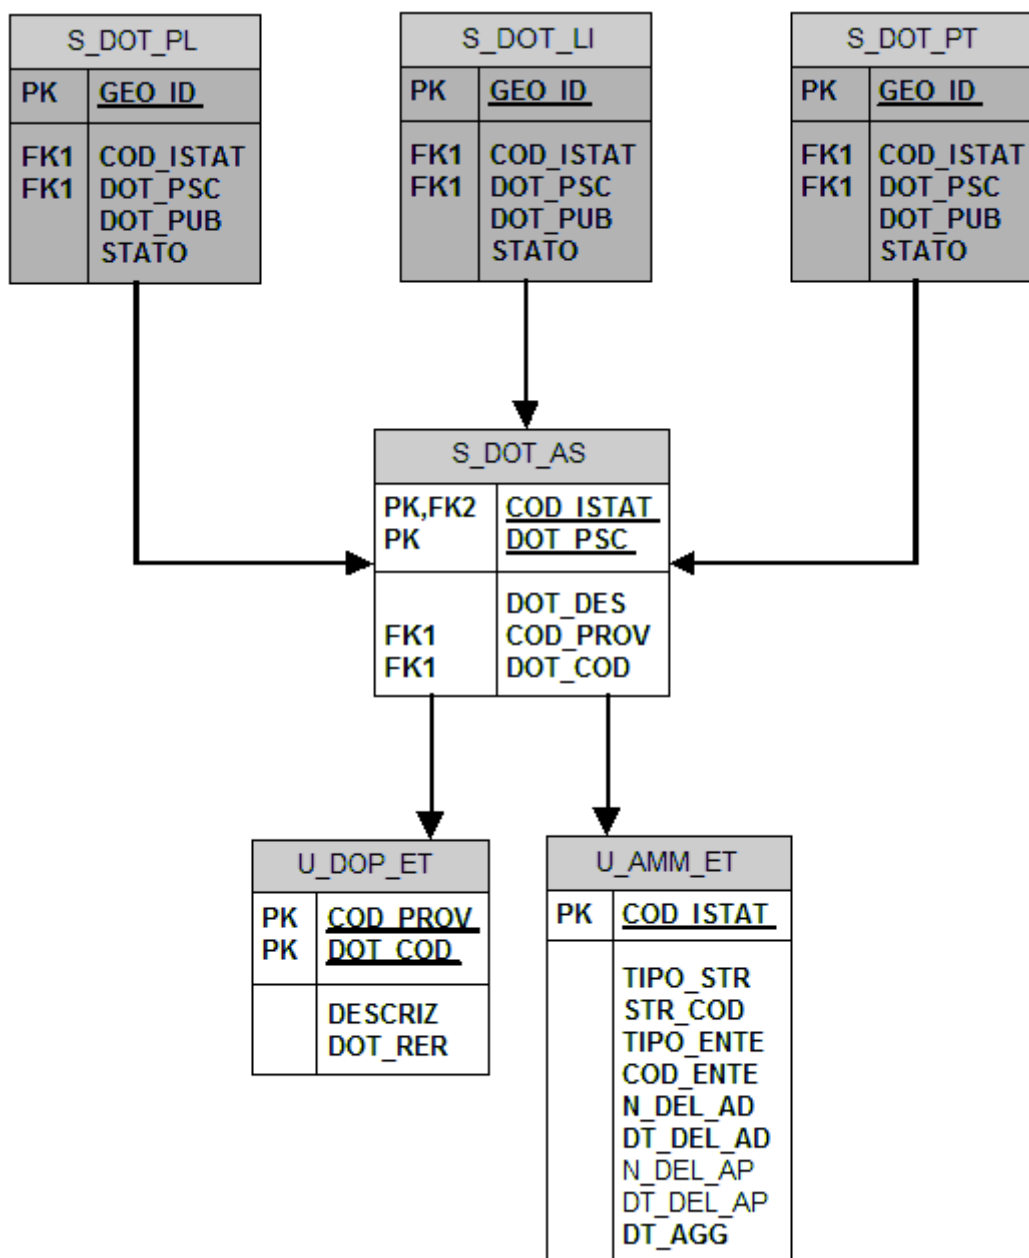 S_DOT_PL
PK GEO_ID
FK1 COD_ISTAT
FK1 DOT_PSC
DOT_PUB
STATO
S_DOT_LI
PK GEO_ID
FK1 COD_ISTAT
FK1 DOT_PSC
DOT_PUB
STATO
S_DOT_PT
PK GEO_ID
FK1 COD_ISTAT
FK1 DOT_PSC
DOT_PUB
STATO
S_DOT_AS
PK,FK2 COD_ISTAT
PK DOT_PSC
DOT_DES
FK1 COD_PROV
FK1 DOT_COD
U_DOP_ET
PK COD_PROV
PK DOT_COD
DESCRIZ
DOT_RER
U_AMM_ET
PK COD_ISTAT
TIPO_STR
STR_COD
TIPO_ENTE
COD_ENTE
N_DEL_AD
DT_DEL_AD
N_DEL_AP
DT_DEL_AP
DT_AGG